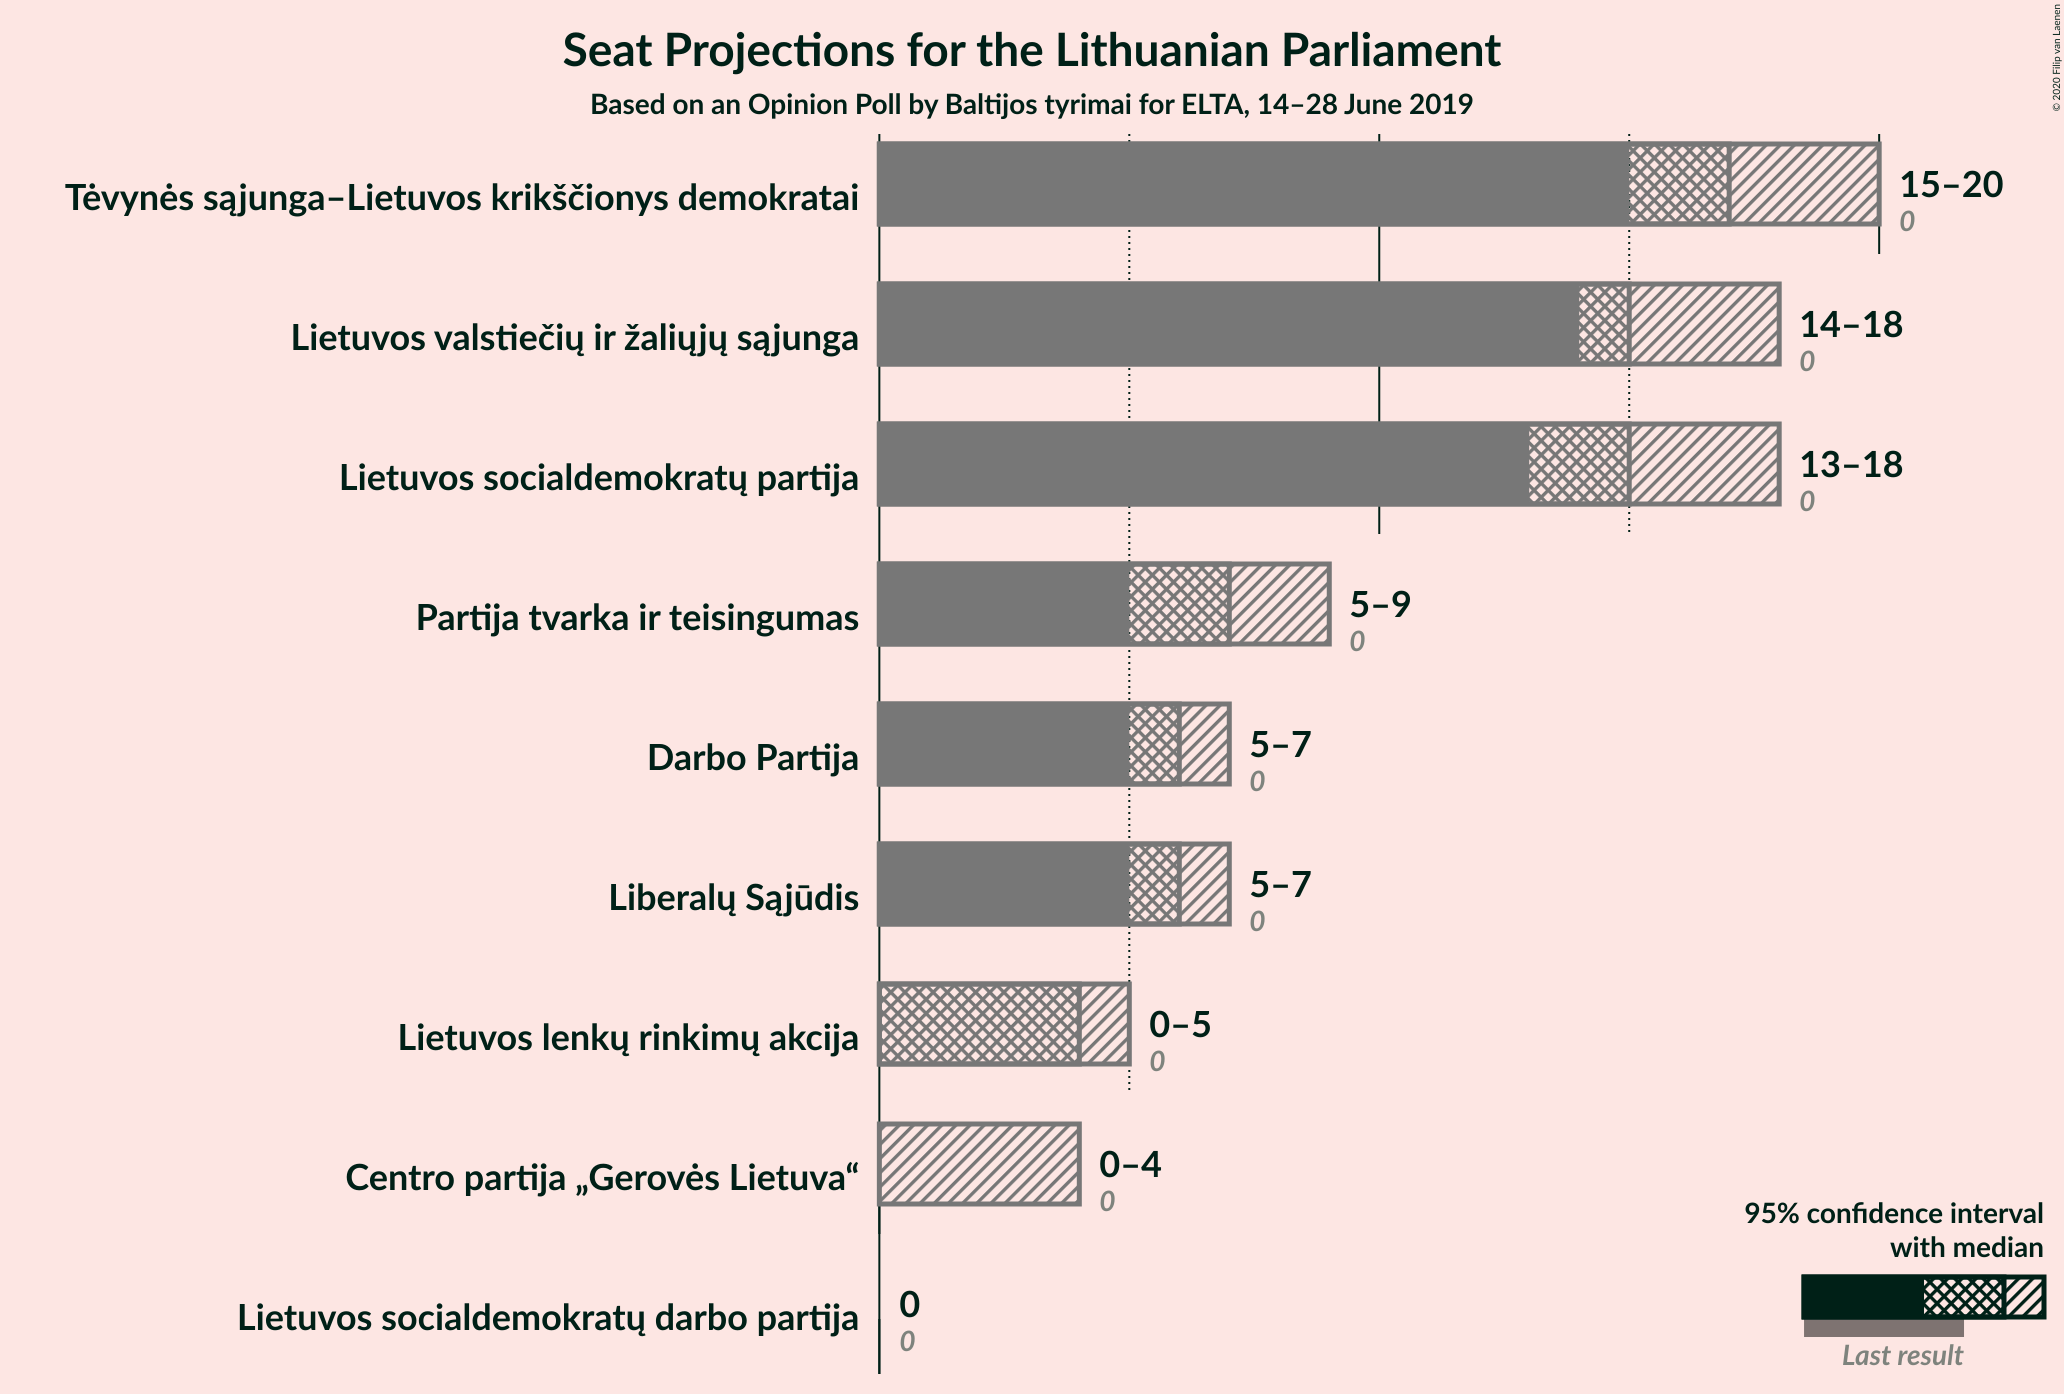 Seat Projections for the Lithuanian Parliament
Based on an Opinion Poll by Baltijos tyrimai for ELTA, 14–28 June 2019
© 2020 Filip van Laenen
Tėvynės sąjunga–Lietuvos krikščionys demokratai
15–20
0
Lietuvos valstiečių ir žaliųjų sąjunga
14–18
0
Lietuvos socialdemokratų partija
13–18
0
Partija tvarka ir teisingumas
5–9
0
Darbo Partija
5–7
0
Liberalų Sąjūdis
5–7
0
Lietuvos lenkų rinkimų akcija
0–5
0
Centro partija „Gerovės Lietuva“
0–4
0
Lietuvos socialdemokratų darbo partija
0
0
95% confidence interval
with median
Last result